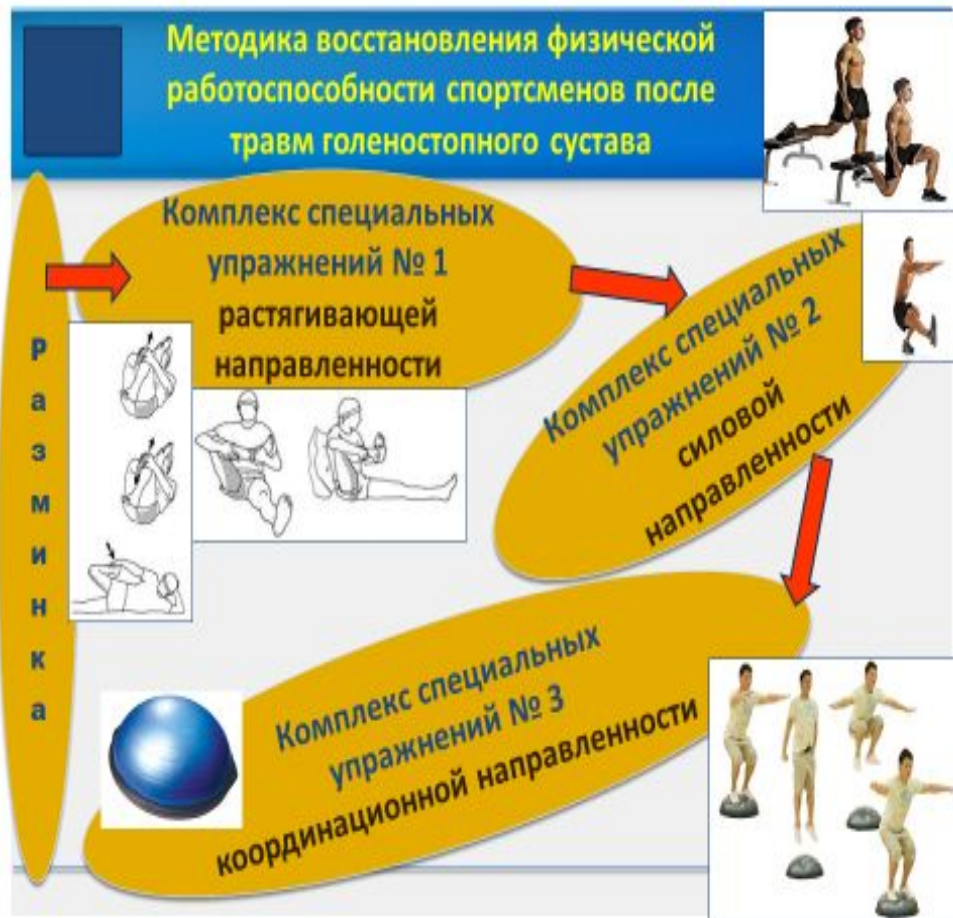 Методика восстановления физической
работоспособности спортсменов после
травм голеностопного сустава
Разминка
Комплекс специальных
упражнений № 1
растягивающей
направленности
Комплекс специальных
упражнений № 2
силовой
направленности
Комплекс специальных
упражнений № 3
координационной направленности